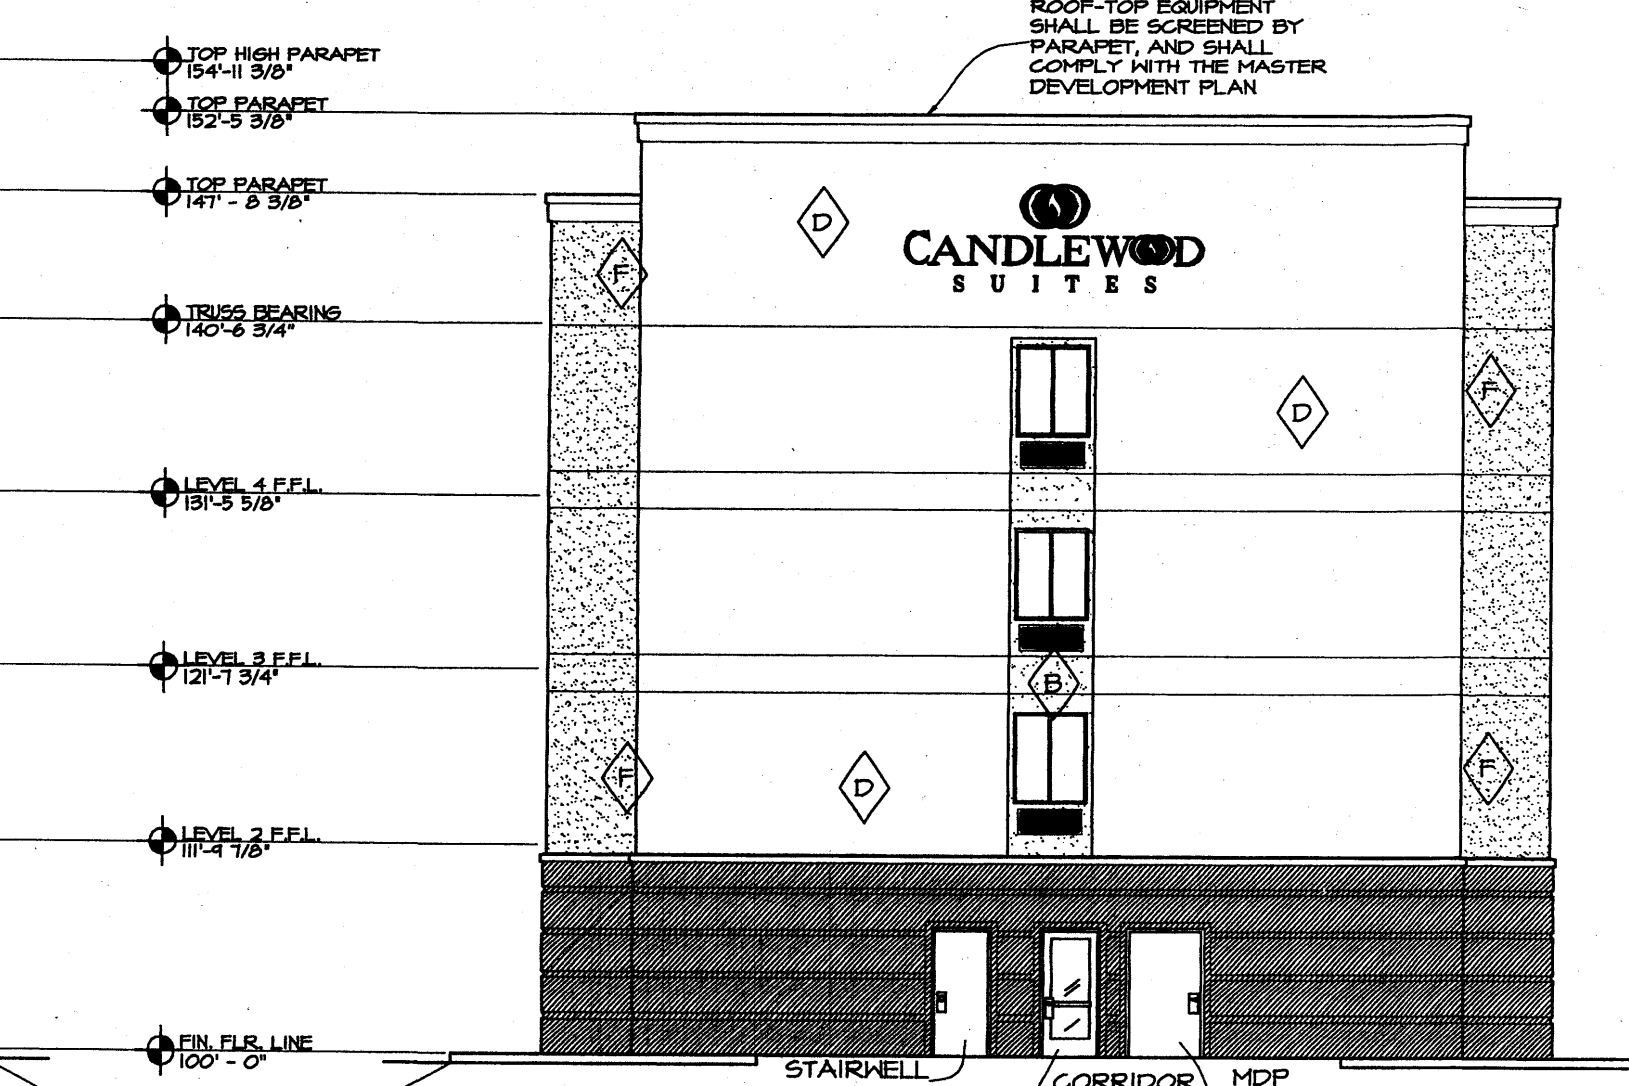 ROOF-TOP EQUIPMENT
SHALL BE SCREENED BY
PARAPET, AND SHALL
COMPLY WITH THE MASTER
DEVELOPMENT PLAN
TOP HIGH PARAPET
154'-11 3/8"
TOP PARAPET
152'-5 3/8"
TOP PARAPET
147' - 8 3/8"
D
CANDLEWOOD
SUITES
F
TRUSS BEARING
140'-6 3/4"
F
D
LEVEL 4 F.F.L.
131'-5 5/8"
LEVEL 3 F.F.L.
121'-7 3/4"
B
F
D
F
LEVEL 2 F.F.L.
111'-9 7/8"
FIN. FLR. LINE
100' - 0"
STAIRWELL
CORRIDOR
MDP